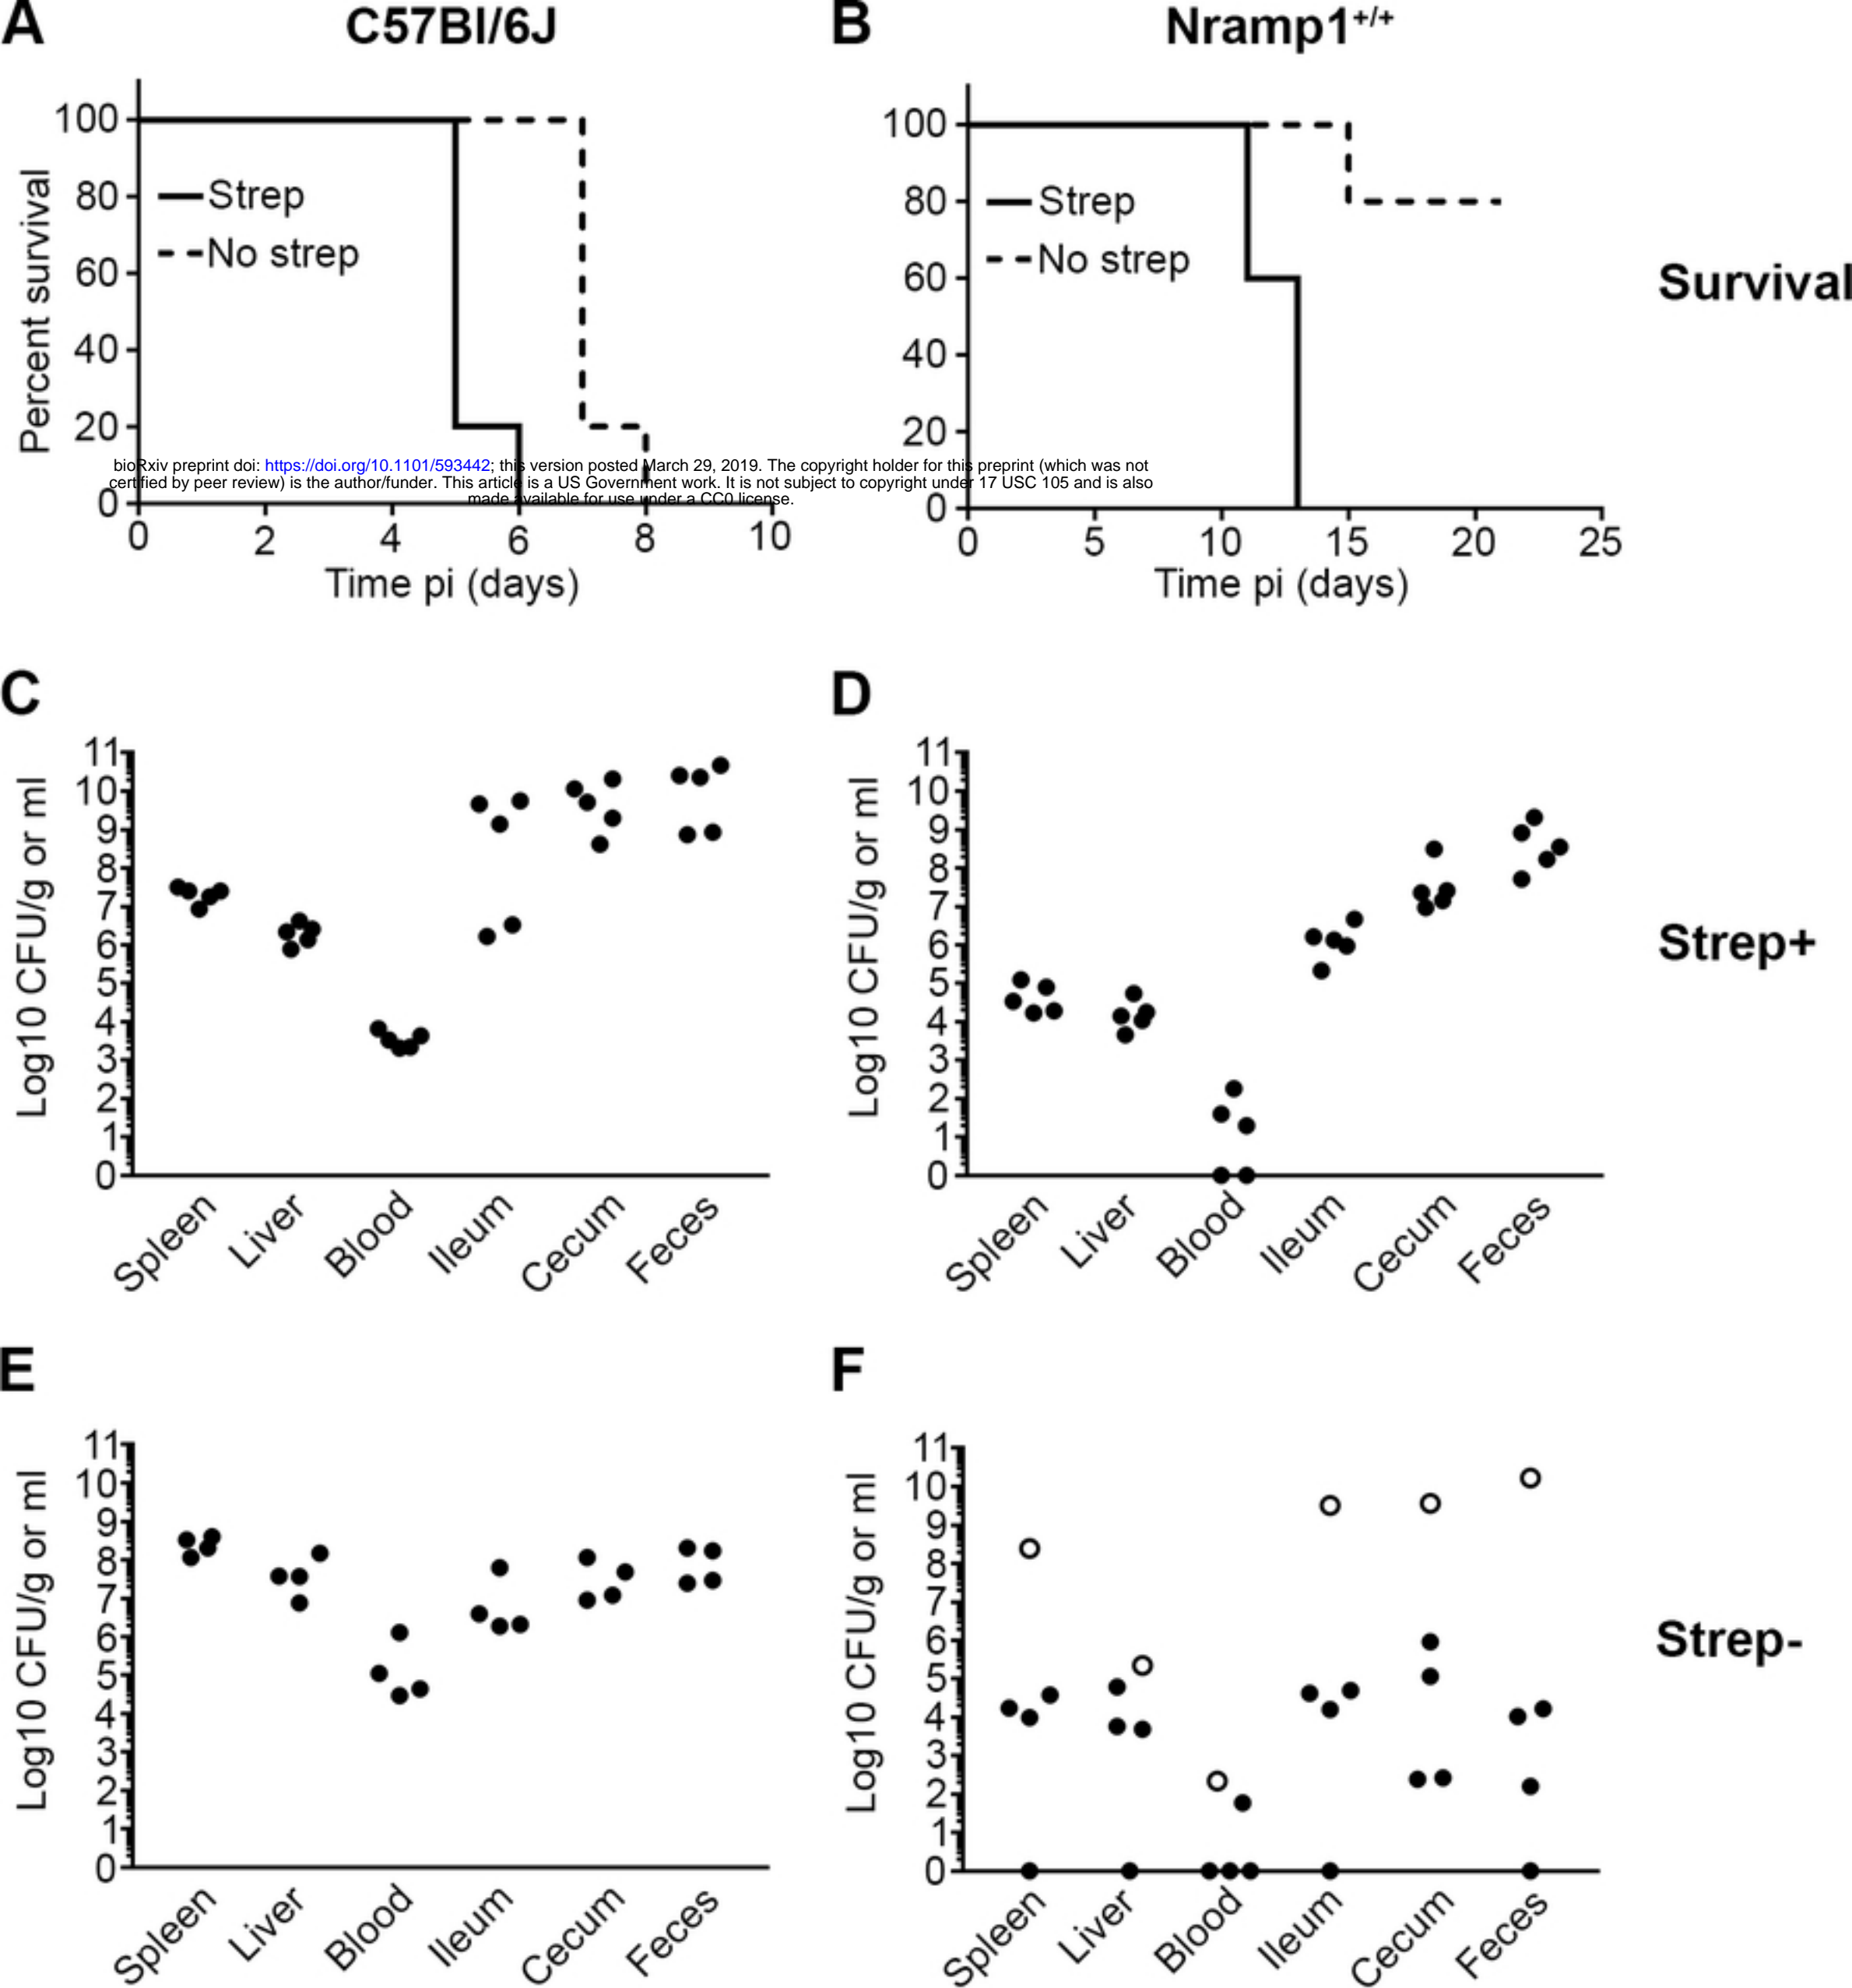 A C57Bl/6J B Nramp1+/+
100
80
60
40
20
0
Percent survival
Strep
No strep
0 2 4 6 8 10
Time pi (days)
100
80
60
40
20
0
Strep
No strep
0 5 10 15 20 25
Time pi (days)
Survival
bioRxiv preprint doi: https://doi.org/10.1101/593442; this version posted March 29, 2019. The copyright holder for this preprint (which was not
certified by peer review) is the author/funder. This article is a US Government work. It is not subject to copyright under 17 USC 105 and is also
made available for use under a CC0 license.
C
Log10 CFU/g or ml
11
10
9
8
7
6
5
4
3
2
1
0
Spleen Liver Blood Ileum Cecum Feces
D
Log10 CFU/g or ml
11
10
9
8
7
6
5
4
3
2
1
0
Spleen Liver Blood Ileum Cecum Feces
Strep+
E
Log10 CFU/g or ml
11
10
9
8
7
6
5
4
3
2
1
0
Spleen Liver Blood Ileum Cecum Feces
F
Log10 CFU/g or ml
11
10
9
8
7
6
5
4
3
2
1
0
Spleen Liver Blood Ileum Cecum Feces
Strep-